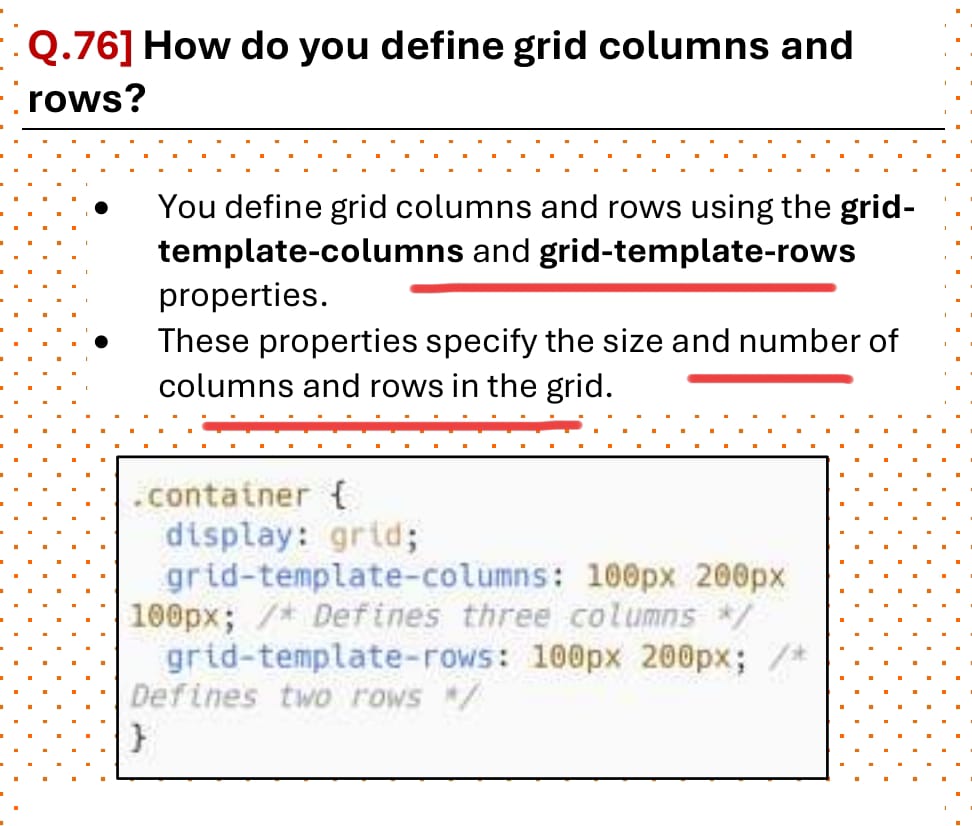 Q.76] How do you define grid columns and
rows?
• You define grid columns and rows using the grid-
template-columns and grid-template-rows
properties.
• These properties specify the size and number of
columns and rows in the grid.
.container {
display: grid;
grid-template-columns: 100px 200px
100px; /* Defines three columns */
grid-template-rows: 100px 200px; /*
Defines two rows */
}